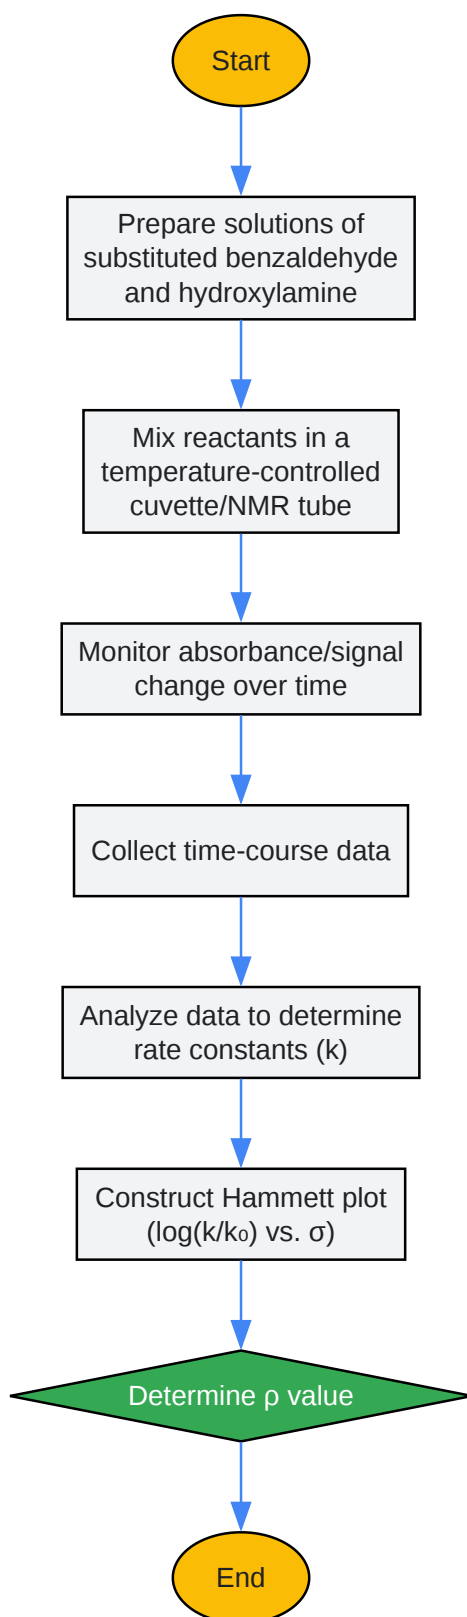 Start
Prepare solutions of
substituted benzaldehyde
and hydroxylamine
Mix reactants in a
temperature-controlled
cuvette/NMR tube
Monitor absorbance/signal
change over time
Collect time-course data
Analyze data to determine
rate constants (k)
Construct Hammett plot
(log(k/k₀) vs. σ)
Determine ρ value
End